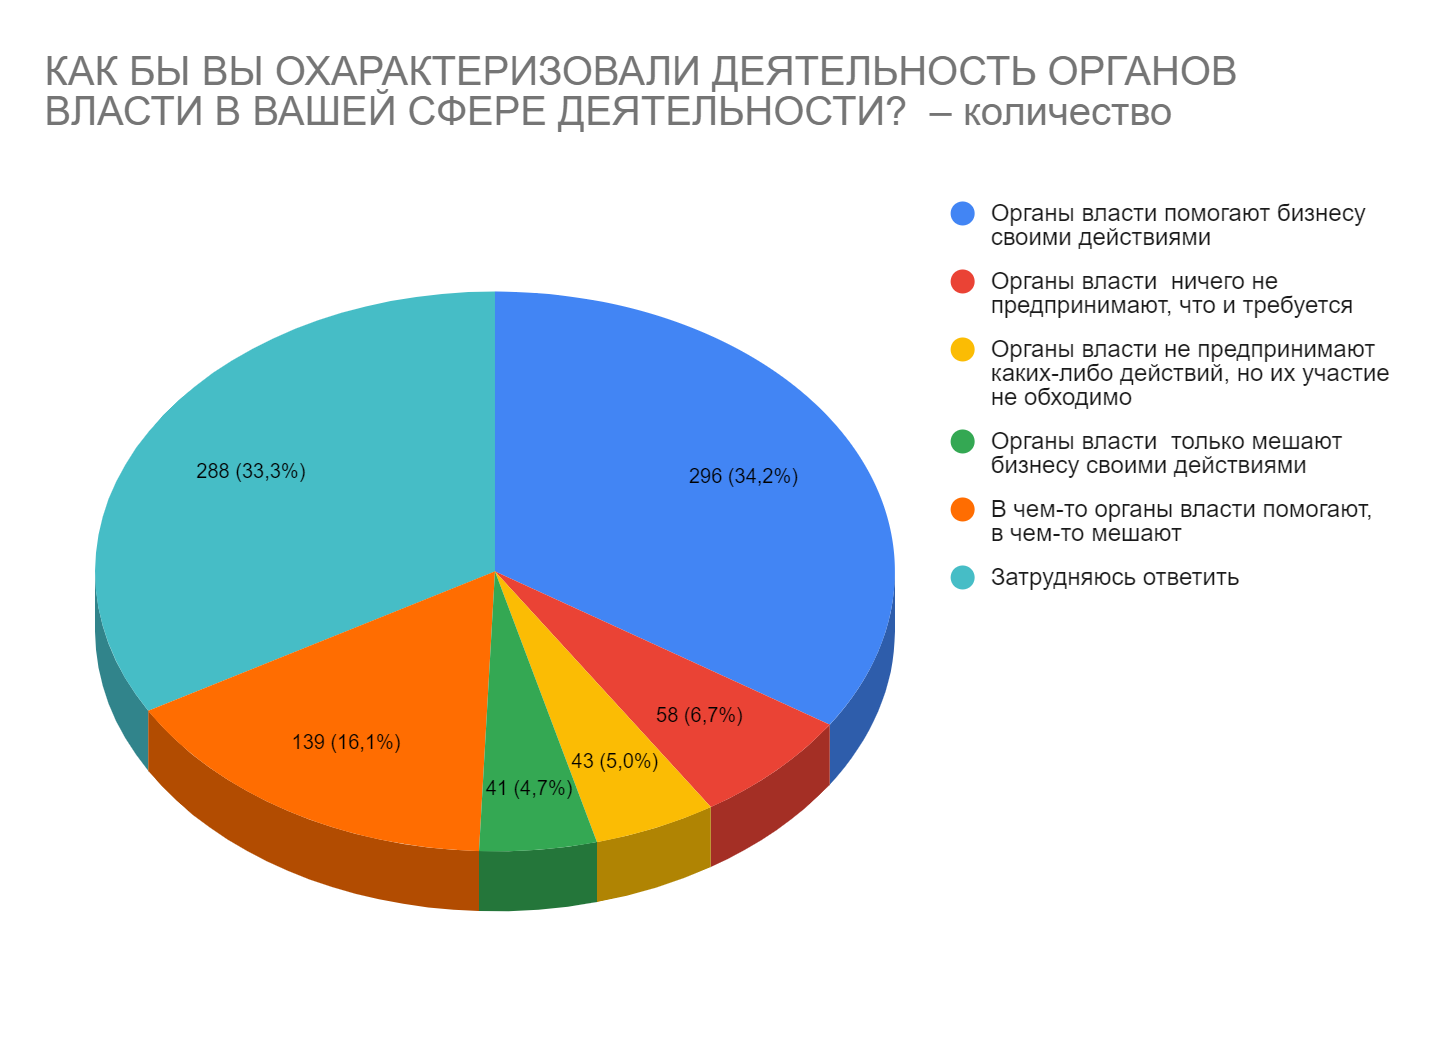 КАК БЫ ВЫ ОХАРАКТЕРИЗОВАЛИ ДЕЯТЕЛЬНОСТЬ ОРГАНОВ
ВЛАСТИ В ВАШЕЙ СФЕРЕ ДЕЯТЕЛЬНОСТИ?  – количество
Органы власти помогают бизнесу
своими действиями
Органы власти  ничего не
предпринимают, что и требуется
Органы власти не предпринимают
каких-либо действий, но их участие
не обходимо
Органы власти  только мешают
бизнесу своими действиями
В чем-то органы власти помогают,
в чем-то мешают
Затрудняюсь ответить
288 (33,3%)
296 (34,2%)
58 (6,7%)
139 (16,1%)
43 (5,0%)
41 (4,7%)